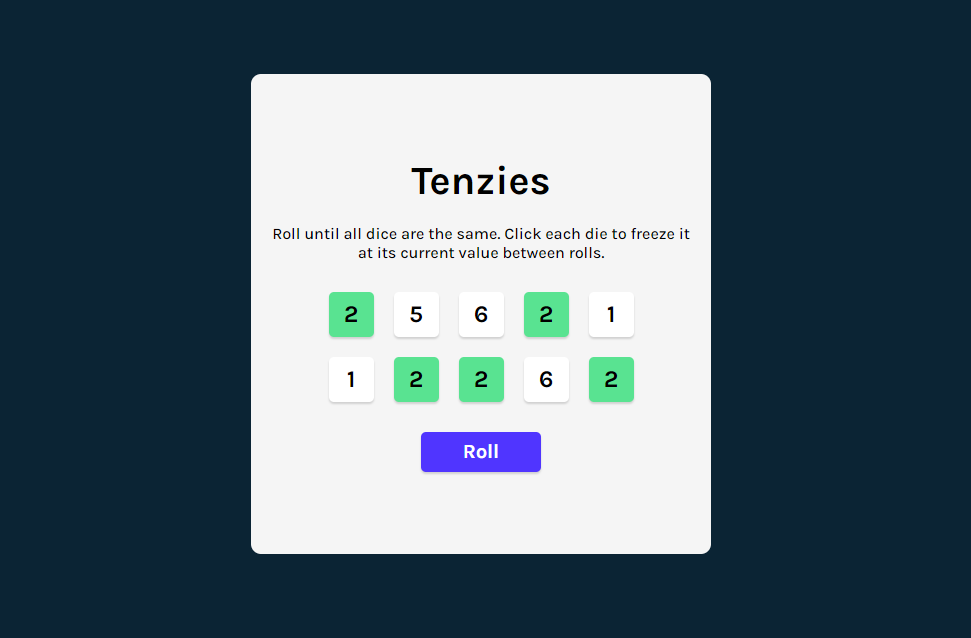 Tenzies
Roll until all dice are the same. Click each die to freeze it
at its current value between rolls.
2 5 6 2 1
1 2 2 6 2
Roll